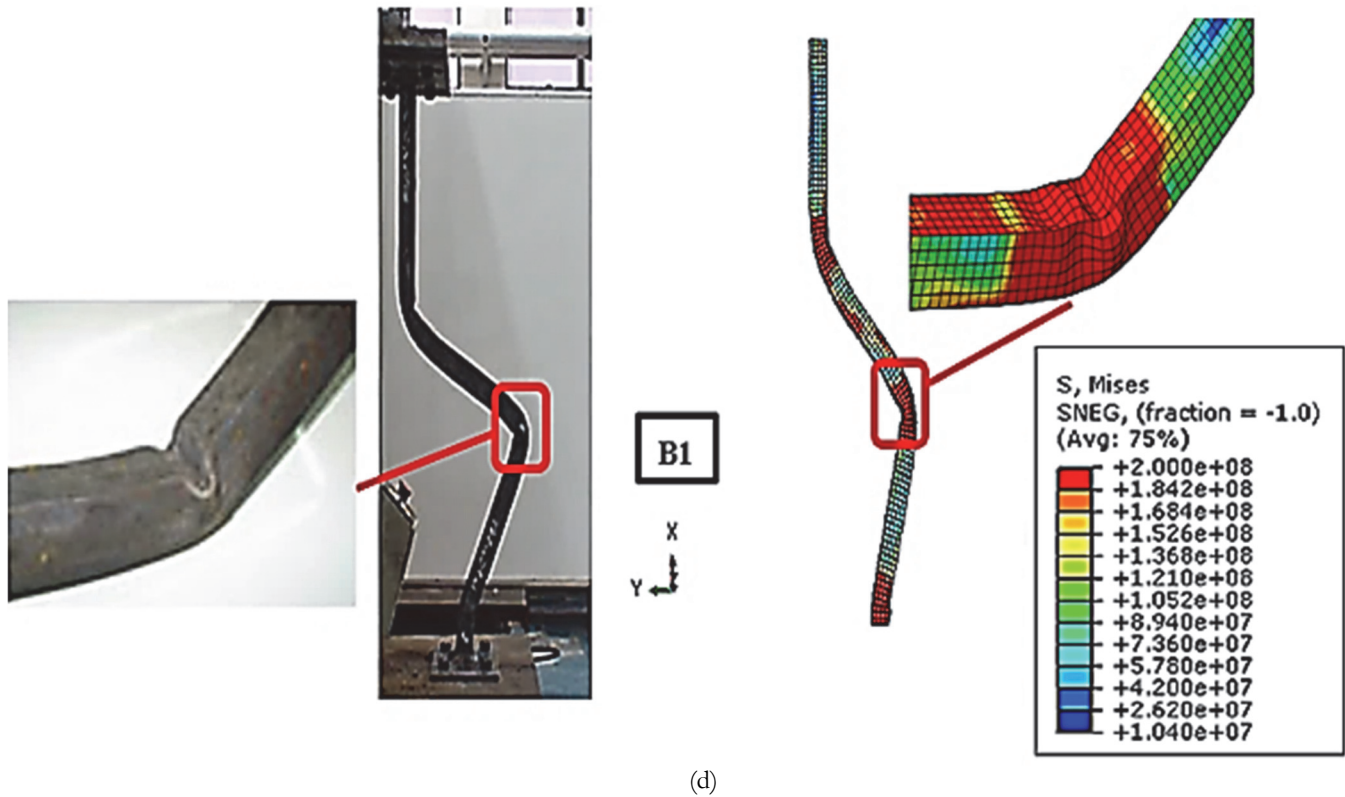 B1
X
Y
S, Mises
SNEG, (fraction = -1.0)
(Avg: 75%)
+2.000e+08
+1.842e+08
+1.684e+08
+1.526e+08
+1.368e+08
+1.210e+08
+1.052e+08
+8.940e+07
+7.360e+07
+5.780e+07
+4.200e+07
+2.620e+07
+1.040e+07
(d)